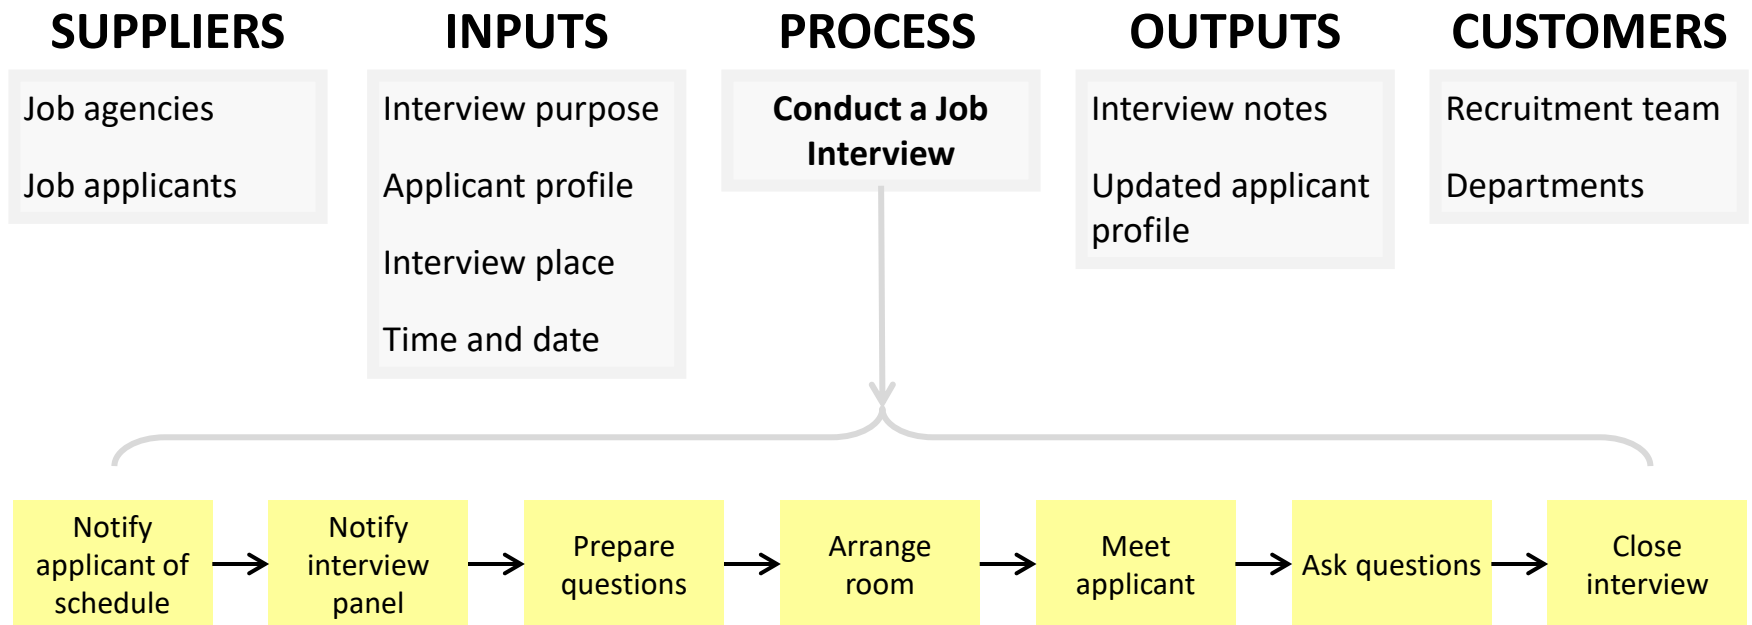 SUPPLIERS
Job agencies
Job applicants
INPUTS
Interview purpose
Applicant profile
Interview place
Time and date
PROCESS
Conduct a Job
Interview
OUTPUTS
Interview notes
Updated applicant
profile
CUSTOMERS
Recruitment team
Departments
Notify
applicant of
schedule
Notify
interview
panel
Prepare
questions
Arrange
room
Meet
applicant
Ask questions
Close
interview